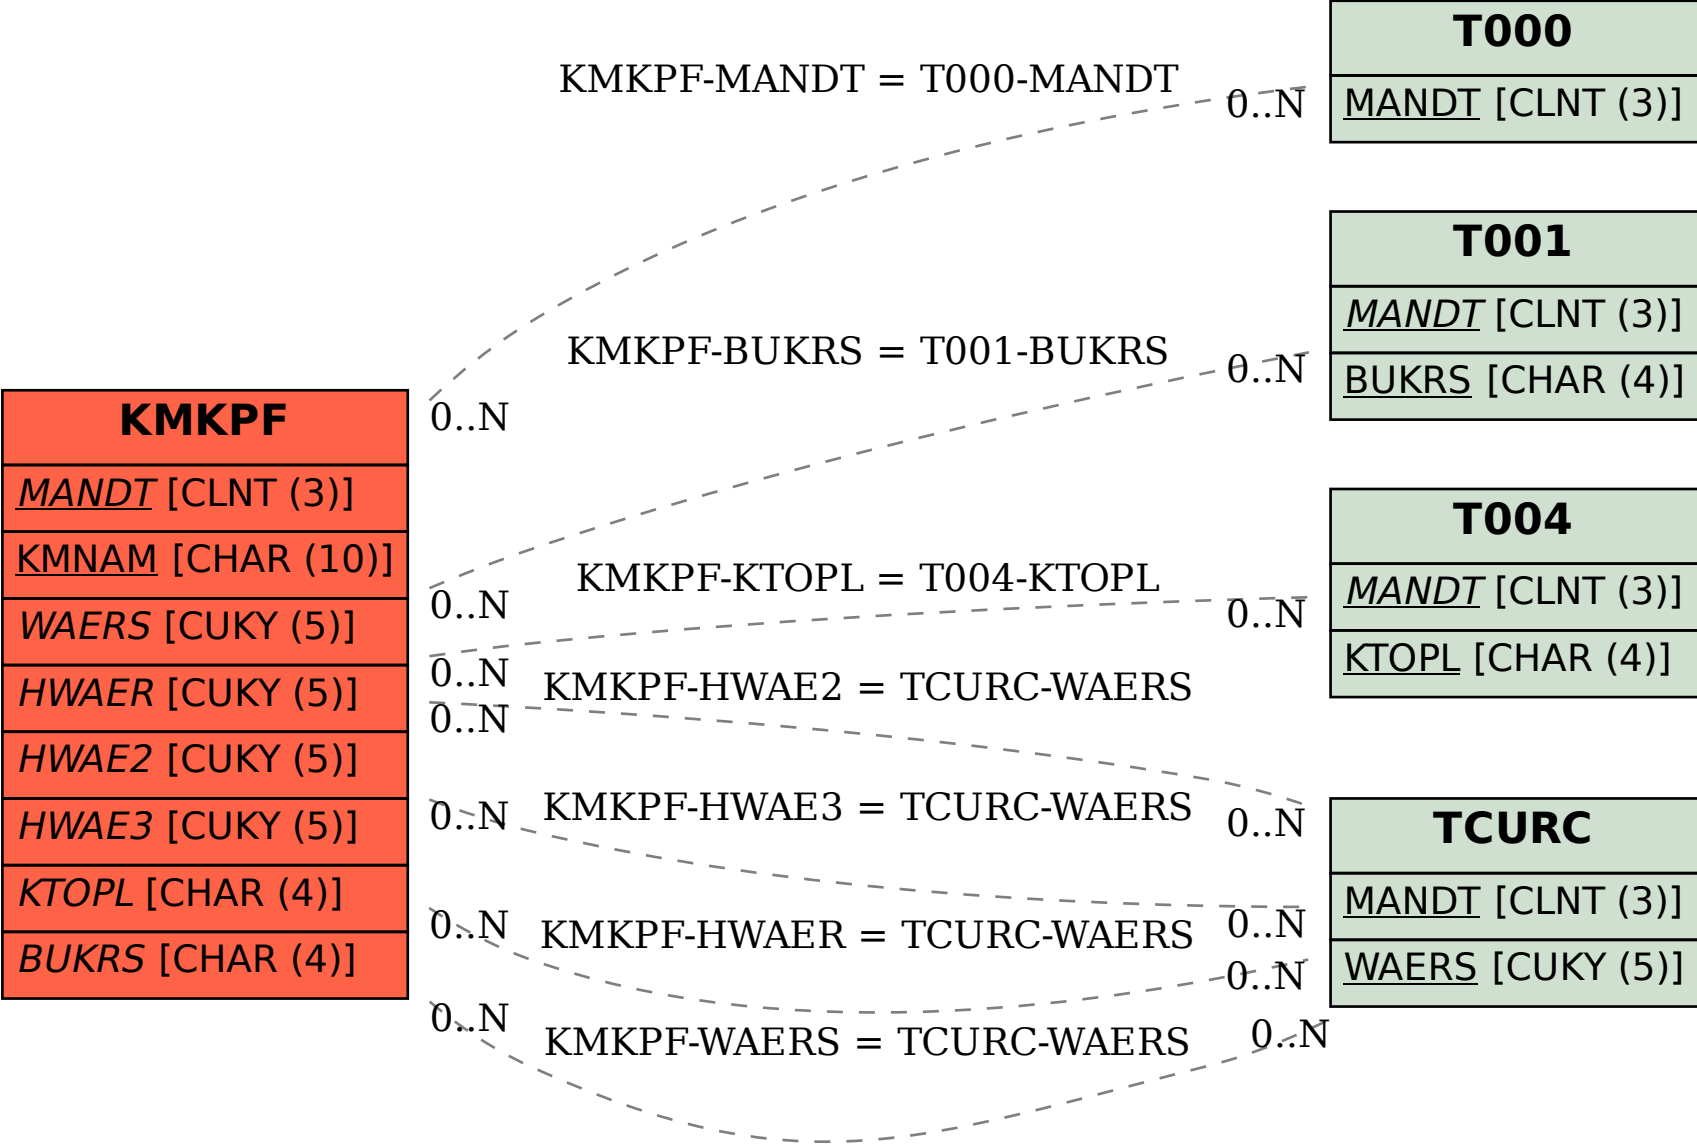 KMKPF
MANDT [CLNT (3)]
KMNAM [CHAR (10)]
WAERS [CUKY (5)]
HWAER [CUKY (5)]
HWAE2 [CUKY (5)]
HWAE3 [CUKY (5)]
KTOPL [CHAR (4)]
BUKRS [CHAR (4)]
KMKPF-MANDT = T000-MANDT
0..N
0..N
KMKPF-BUKRS = T001-BUKRS
0..N
0..N
KMKPF-KTOPL = T004-KTOPL
0..N
0..N
KMKPF-HWAE2 = TCURC-WAERS
0..N
0..N
KMKPF-HWAE3 = TCURC-WAERS
0..N
0..N
KMKPF-HWAER = TCURC-WAERS
0..N
0..N
KMKPF-WAERS = TCURC-WAERS
0..N
0..N
T000
MANDT [CLNT (3)]
T001
MANDT [CLNT (3)]
BUKRS [CHAR (4)]
T004
MANDT [CLNT (3)]
KTOPL [CHAR (4)]
TCURC
MANDT [CLNT (3)]
WAERS [CUKY (5)]